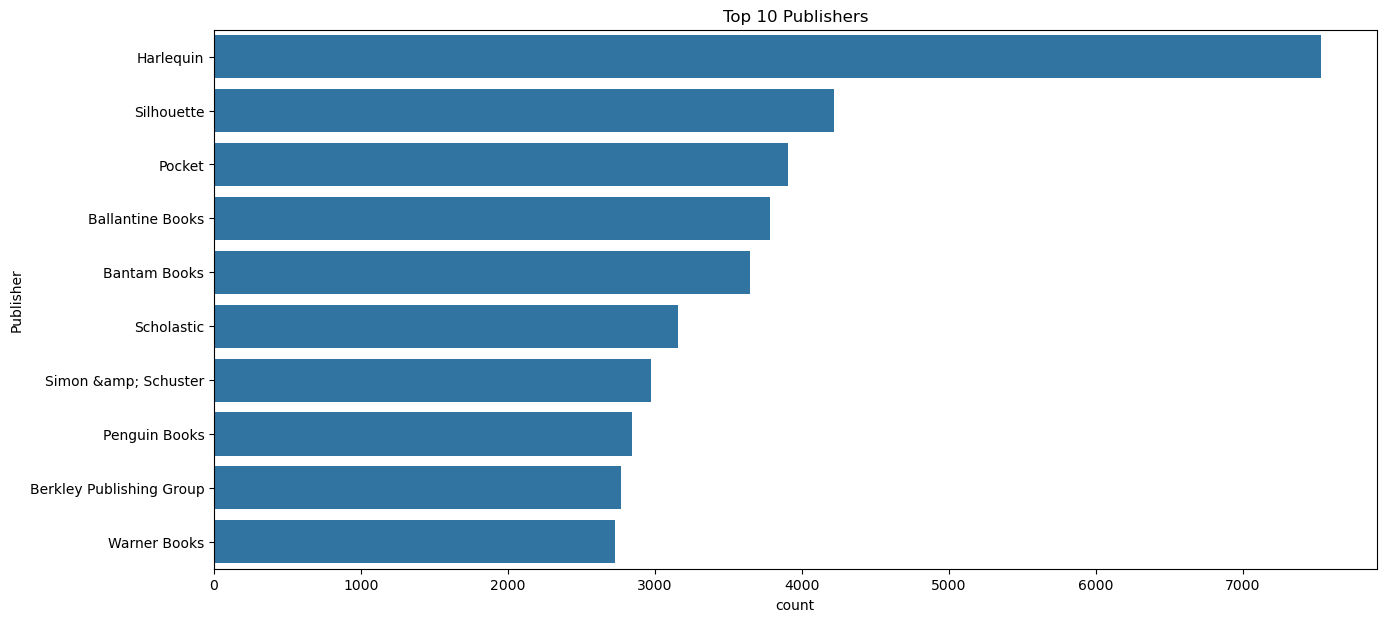 Top 10 Publishers
Publisher
Harlequin
Silhouette
Pocket
Ballantine Books
Bantam Books
Scholastic
Simon &amp;amp; Schuster
Penguin Books
Berkley Publishing Group
Warner Books
0 1000 2000 3000 4000 5000 6000 7000
count